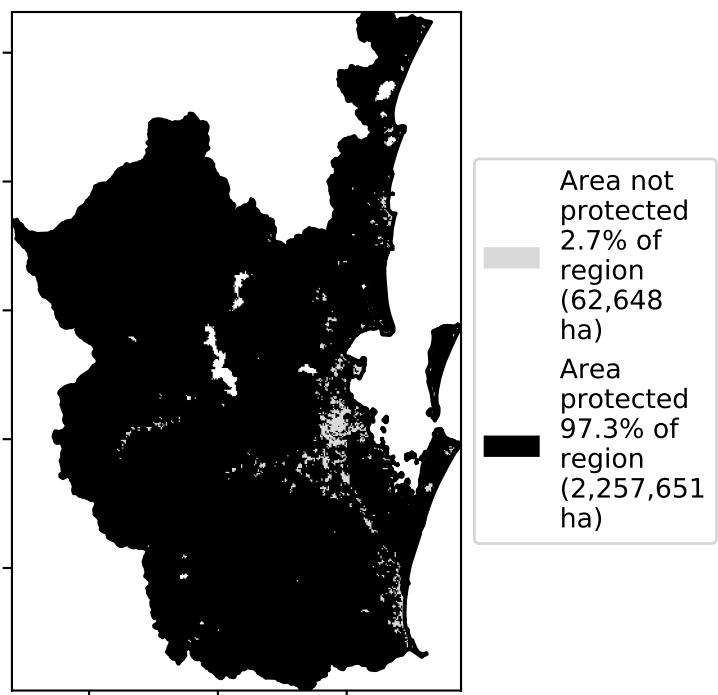 Area not
protected
2.7% of
region
(62,648
ha)
Area
protected
97.3% of
region
(2,257,651
ha)